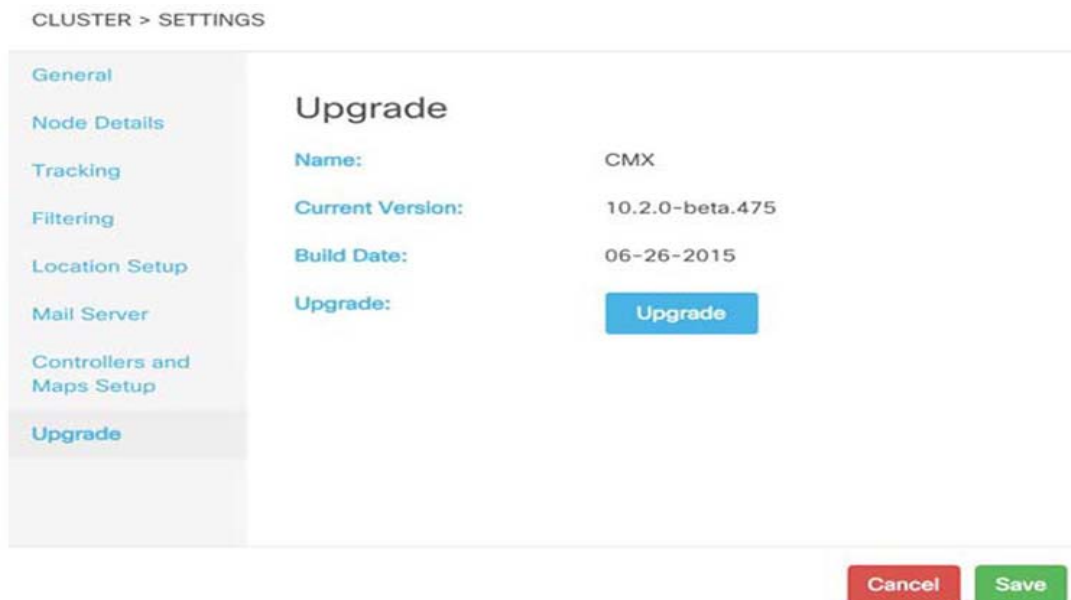 CLUSTER > SETTINGS
General
Node Details
Tracking
Filtering
Location Setup
Mail Server
Controllers and
Maps Setup
Upgrade
Upgrade
Name: CMX
Current Version: 10.2.0-beta.475
Build Date: 06-26-2015
Upgrade: Upgrade
Cancel Save